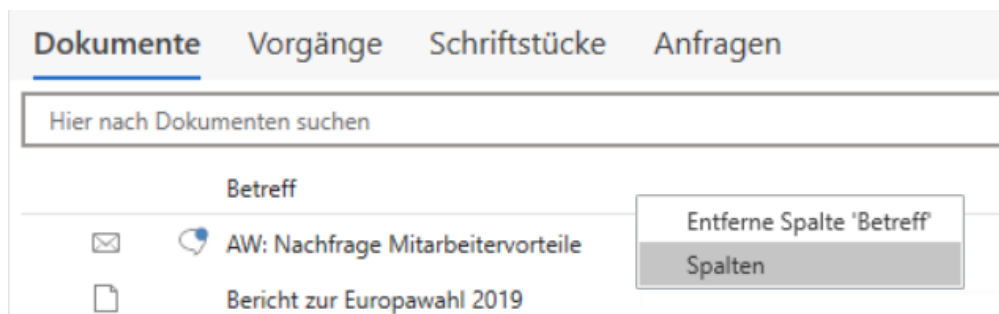 Dokumente Vorgänge Schriftstücke Anfragen
Hier nach Dokumenten suchen
Betreff
Entferne Spalte 'Betreff'
AW: Nachfrage Mitarbeitervorteile
Spalten
Bericht zur Europawahl 2019